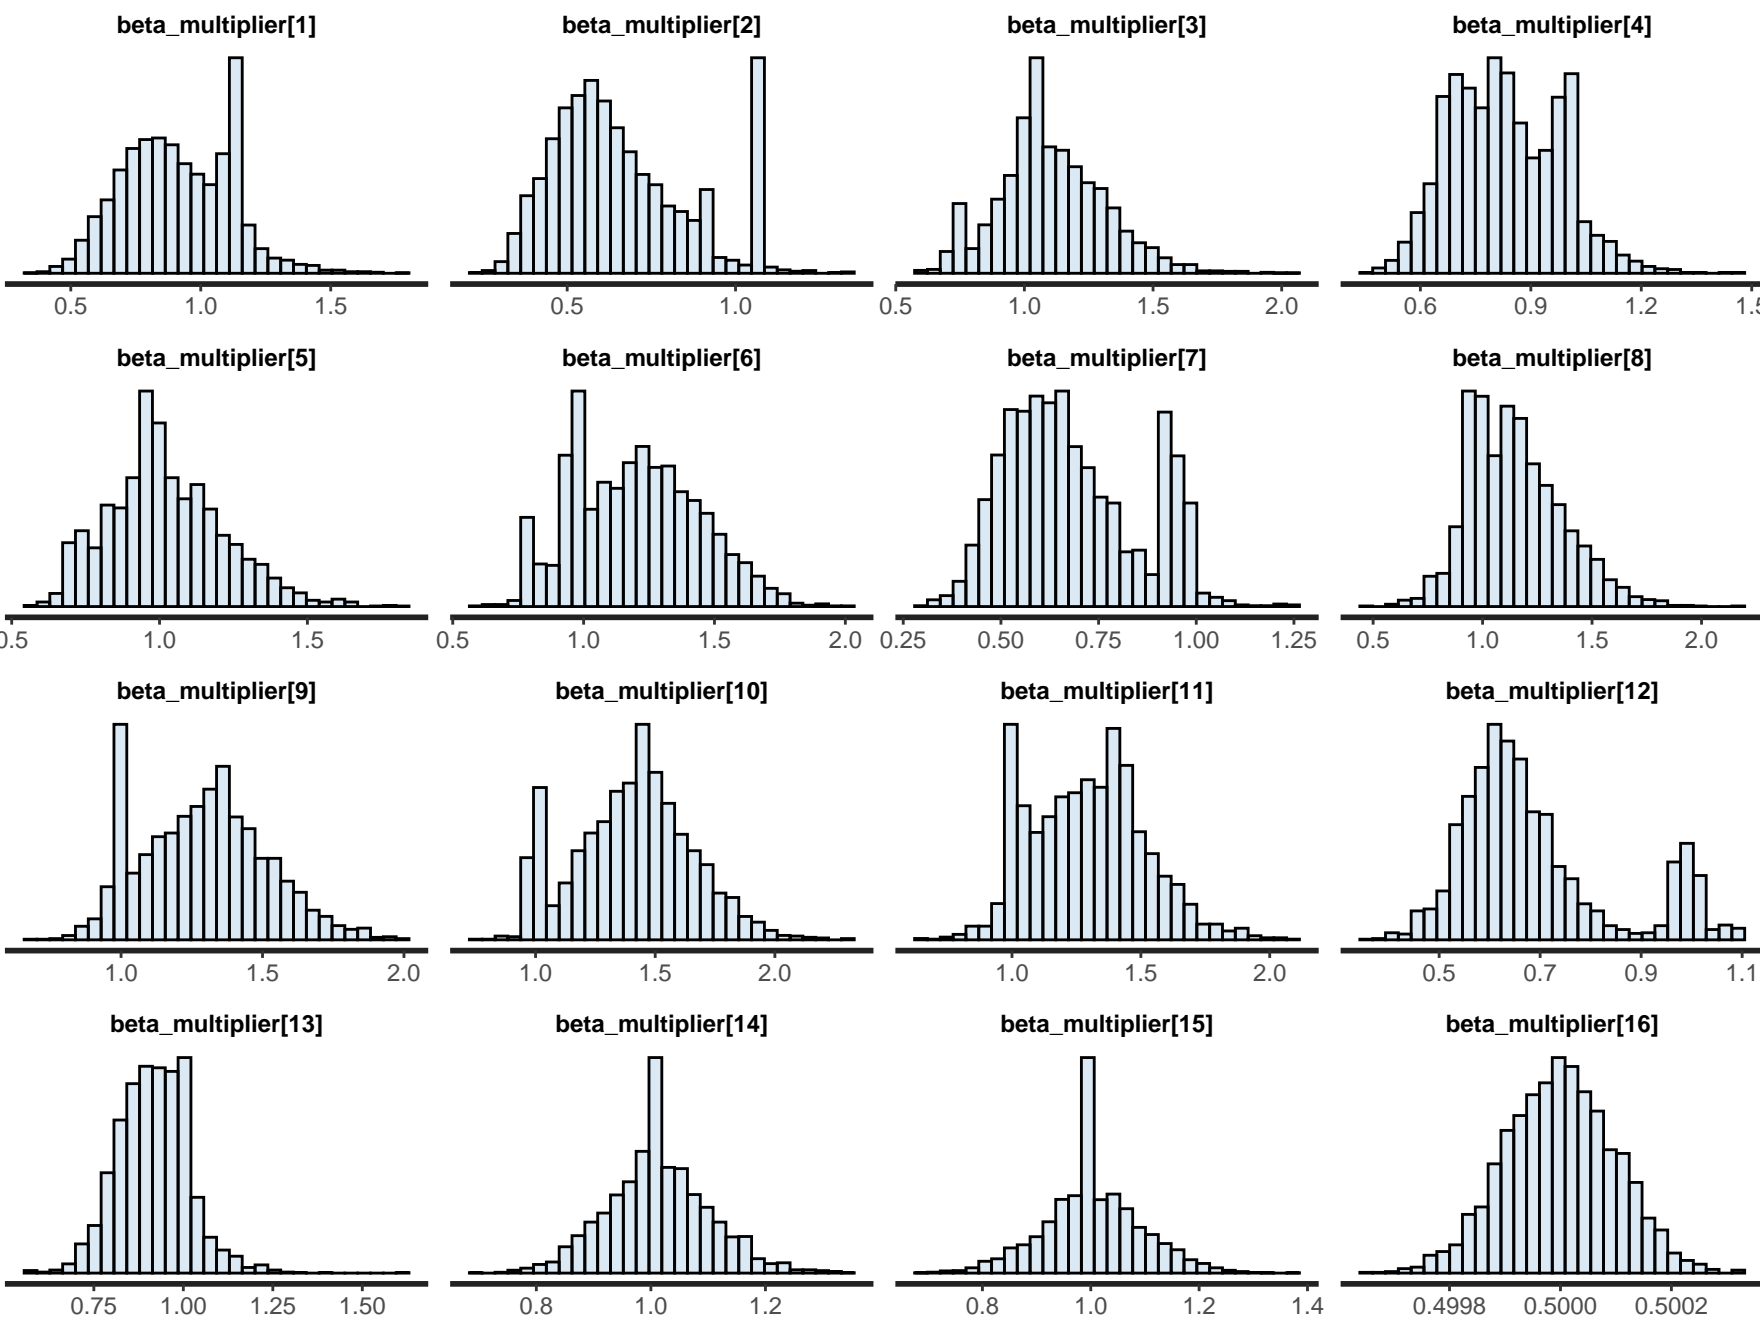 beta_multiplier[1] beta_multiplier[2] beta_multiplier[3] beta_multiplier[4]
0.5 1.0 1.5 0.5 1.0 0.5 1.0 1.5 2.0 0.6 0.9 1.2 1.5
beta_multiplier[5] beta_multiplier[6] beta_multiplier[7] beta_multiplier[8]
0.5 1.0 1.5 0.5 1.0 1.5 2.0 0.25 0.50 0.75 1.00 1.25 0.5 1.0 1.5 2.0
beta_multiplier[9] beta_multiplier[10] beta_multiplier[11] beta_multiplier[12]
1.0 1.5 2.0 1.0 1.5 2.0 1.0 1.5 2.0 0.5 0.7 0.9 1.1
beta_multiplier[13] beta_multiplier[14] beta_multiplier[15] beta_multiplier[16]
0.75 1.00 1.25 1.50 0.8 1.0 1.2 0.8 1.0 1.2 1.4 0.4998 0.5000 0.5002